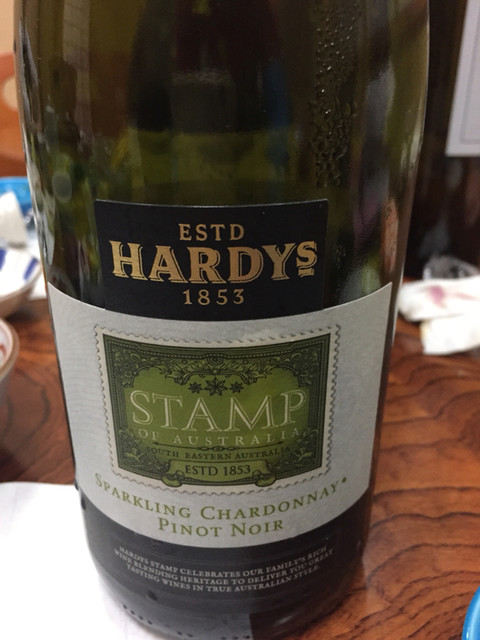 ESTD
HARDYS
1853
STAMP
OF AUSTRALIA
SOUTH EASTERN AUSTRALIA
ESTD 1853
SPARKLING CHARDONNAY •
PINOT NOIR
HARDYS STAMP CELEBRATES OUR FAMILY'S RICH
WINE BLENDING HERITAGE TO DELIVER YOU GREAT
TASTING WINES IN TRUE AUSTRALIAN STYLE.